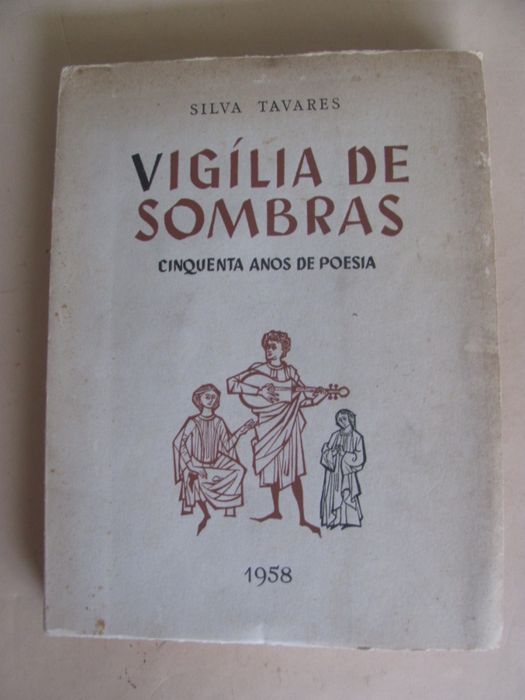 SILVA TAVARES
VIGÍLIA DE
SOMBRAS
CINQUENTA ANOS DE POESIA
1958